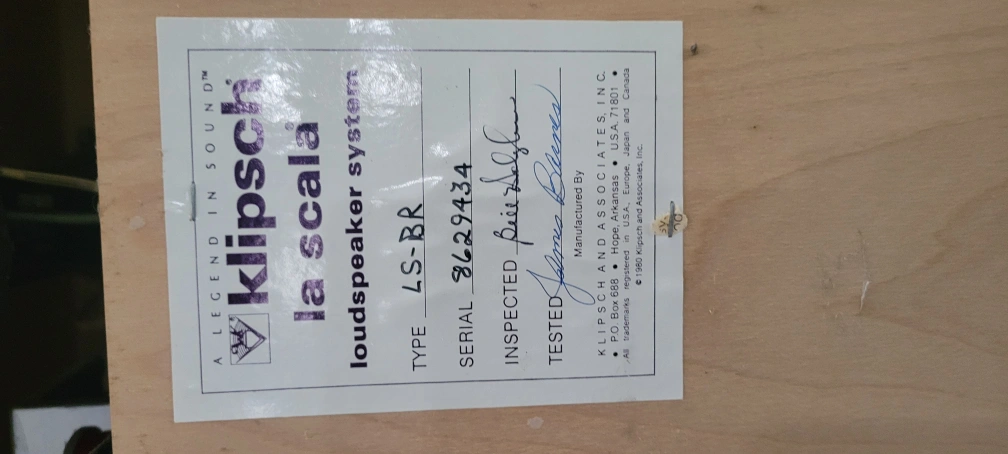 A LEGEND IN SOUND™
klipsch®
la scala®
loudspeaker system
TYPE LS-BR
SERIAL 8629434
INSPECTED
TESTED James Barnes
Manufactured By
KLIPSCH AND ASSOCIATES, INC.
• P.O. Box 688 • Hope, Arkansas • U.S.A. 71801 •
All trademarks registered in U.S.A., Europe, Japan and Canada
© 1980 Klipsch and Associates, Inc.